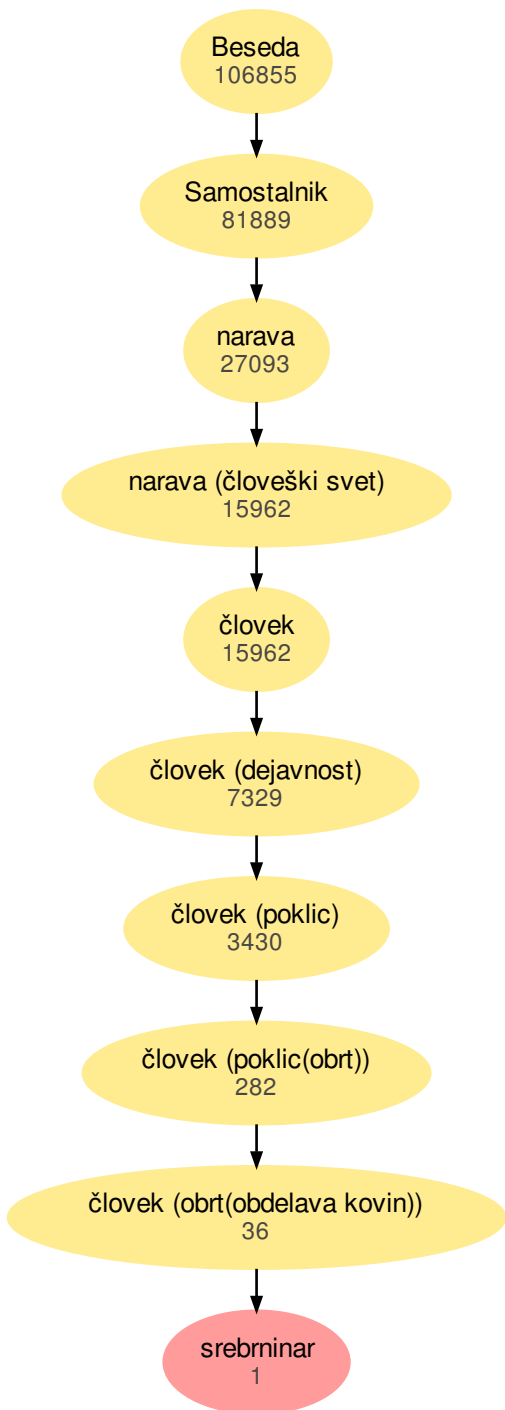 Beseda
106855
Samostalnik
81889
narava
27093
narava (človeški svet)
15962
človek
15962
človek (dejavnost)
7329
človek (poklic)
3430
človek (poklic(obrt))
282
človek (obrt(obdelava kovin))
36
srebrninar
1